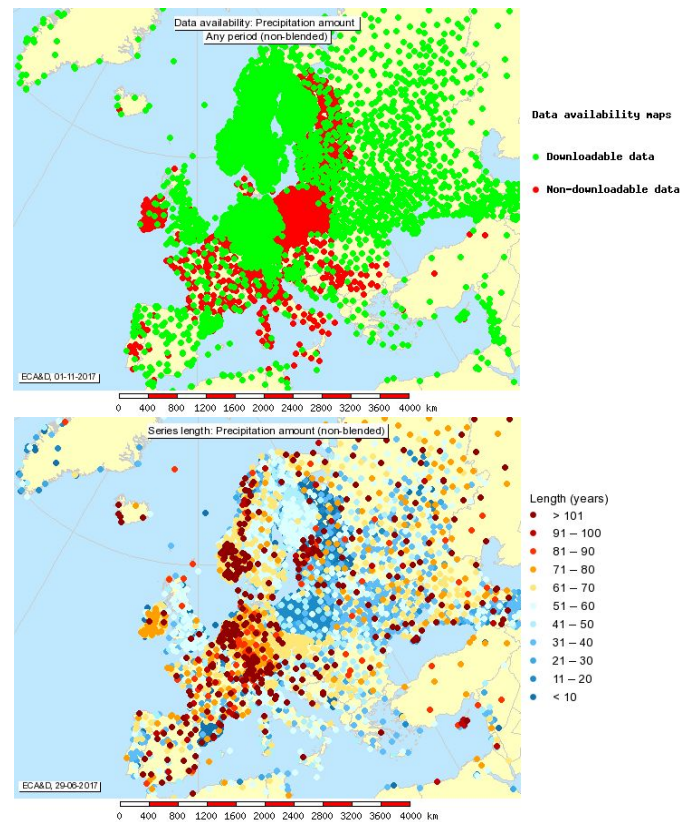 Data availability: Precipitation amount
Any period (non-blended)
Data availability maps
Downloadable data
Non-downloadable data
ECA&D, 01-11-2017
0 400 800 1200 1600 2000 2400 2800 3200 3600 4000 km
Series length: Precipitation amount (non-blended)
Length (years)
> 101
91 – 100
81 – 90
71 – 80
61 – 70
51 – 60
41 – 50
31 – 40
21 – 30
11 – 20
< 10
ECA&D, 29-06-2017
0 400 800 1200 1600 2000 2400 2800 3200 3600 4000 km